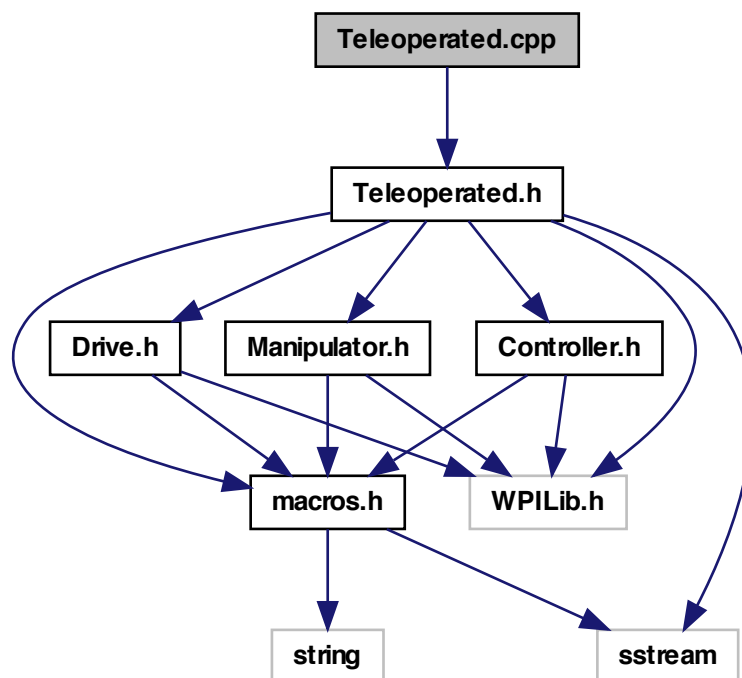 Teleoperated.cpp
Teleoperated.h
Drive.h
Manipulator.h
Controller.h
macros.h
WPILib.h
string
sstream